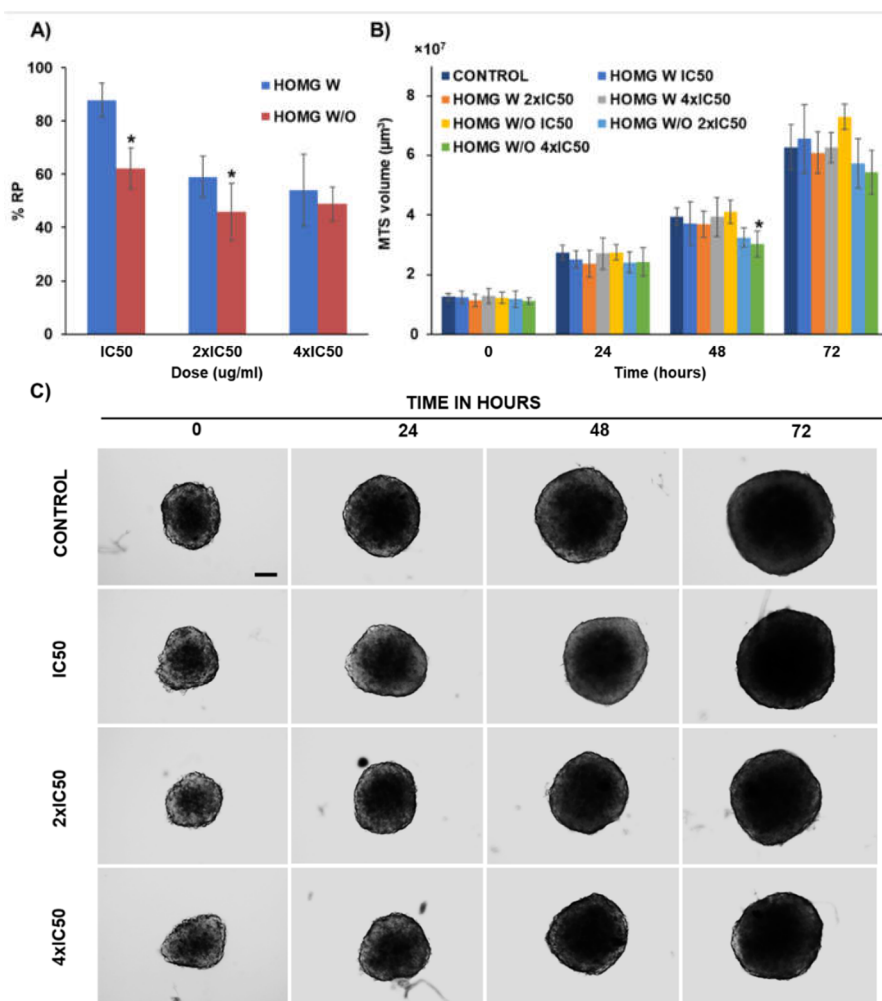 A)
100
80
60
40
20
0
% RP
HOMG W
HOMG W/O
*
*
IC50 2xIC50 4xIC50
Dose (ug/ml)
B)
×10⁷
8
6
4
2
0
MTS volume (µm³)
CONTROL HOMG W IC50
HOMG W 2xIC50 HOMG W 4xIC50
HOMG W/O IC50 HOMG W/O 2xIC50
HOMG W/O 4xIC50
*
0 24 48 72
Time (hours)
C)
TIME IN HOURS
0 24 48 72
CONTROL
IC50
2xIC50
4xIC50